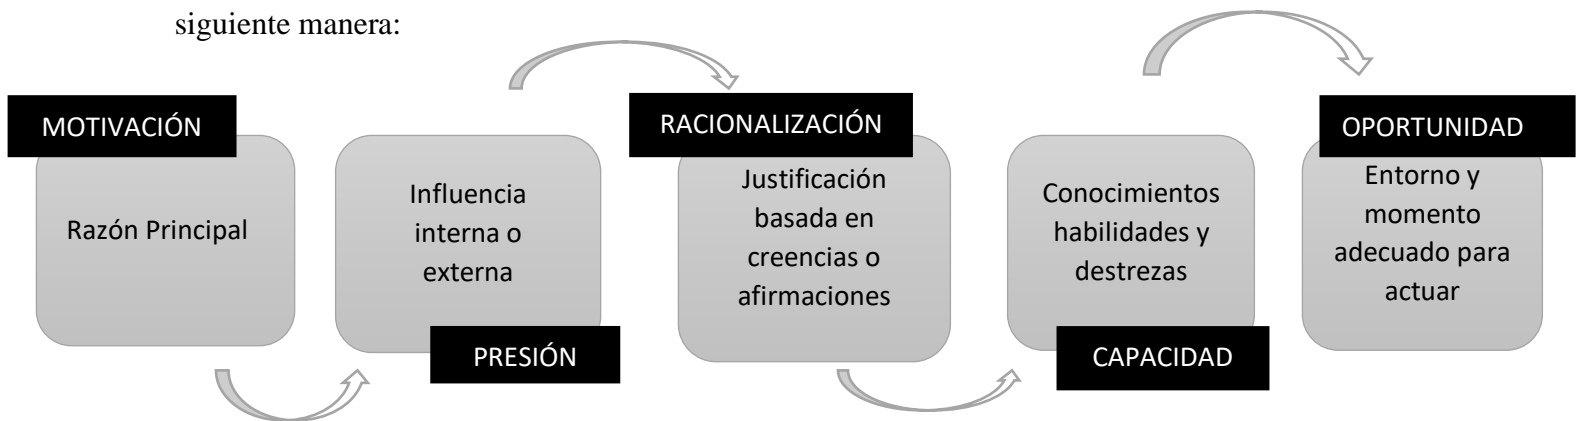 siguiente manera:
MOTIVACIÓN
Razón Principal
Influencia
interna o
externa
PRESIÓN
RACIONALIZACIÓN
Justificación
basada en
creencias o
afirmaciones
Conocimientos
habilidades y
destrezas
CAPACIDAD
OPORTUNIDAD
Entorno y
momento
adecuado para
actuar